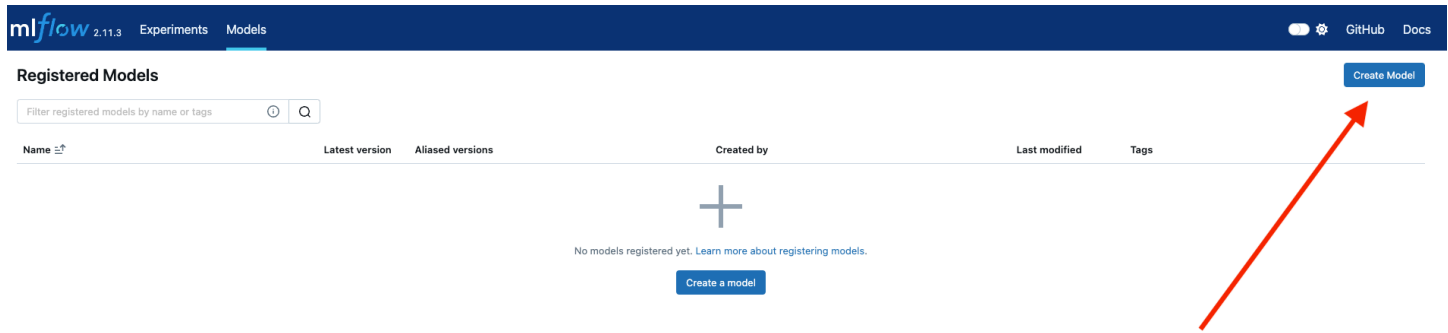 mlflow 2.11.3 Experiments Models GitHub Docs
Registered Models
Create Model
Filter registered models by name or tags
Name Latest version Aliased versions Created by Last modified Tags
No models registered yet. Learn more about registering models.
Create a model